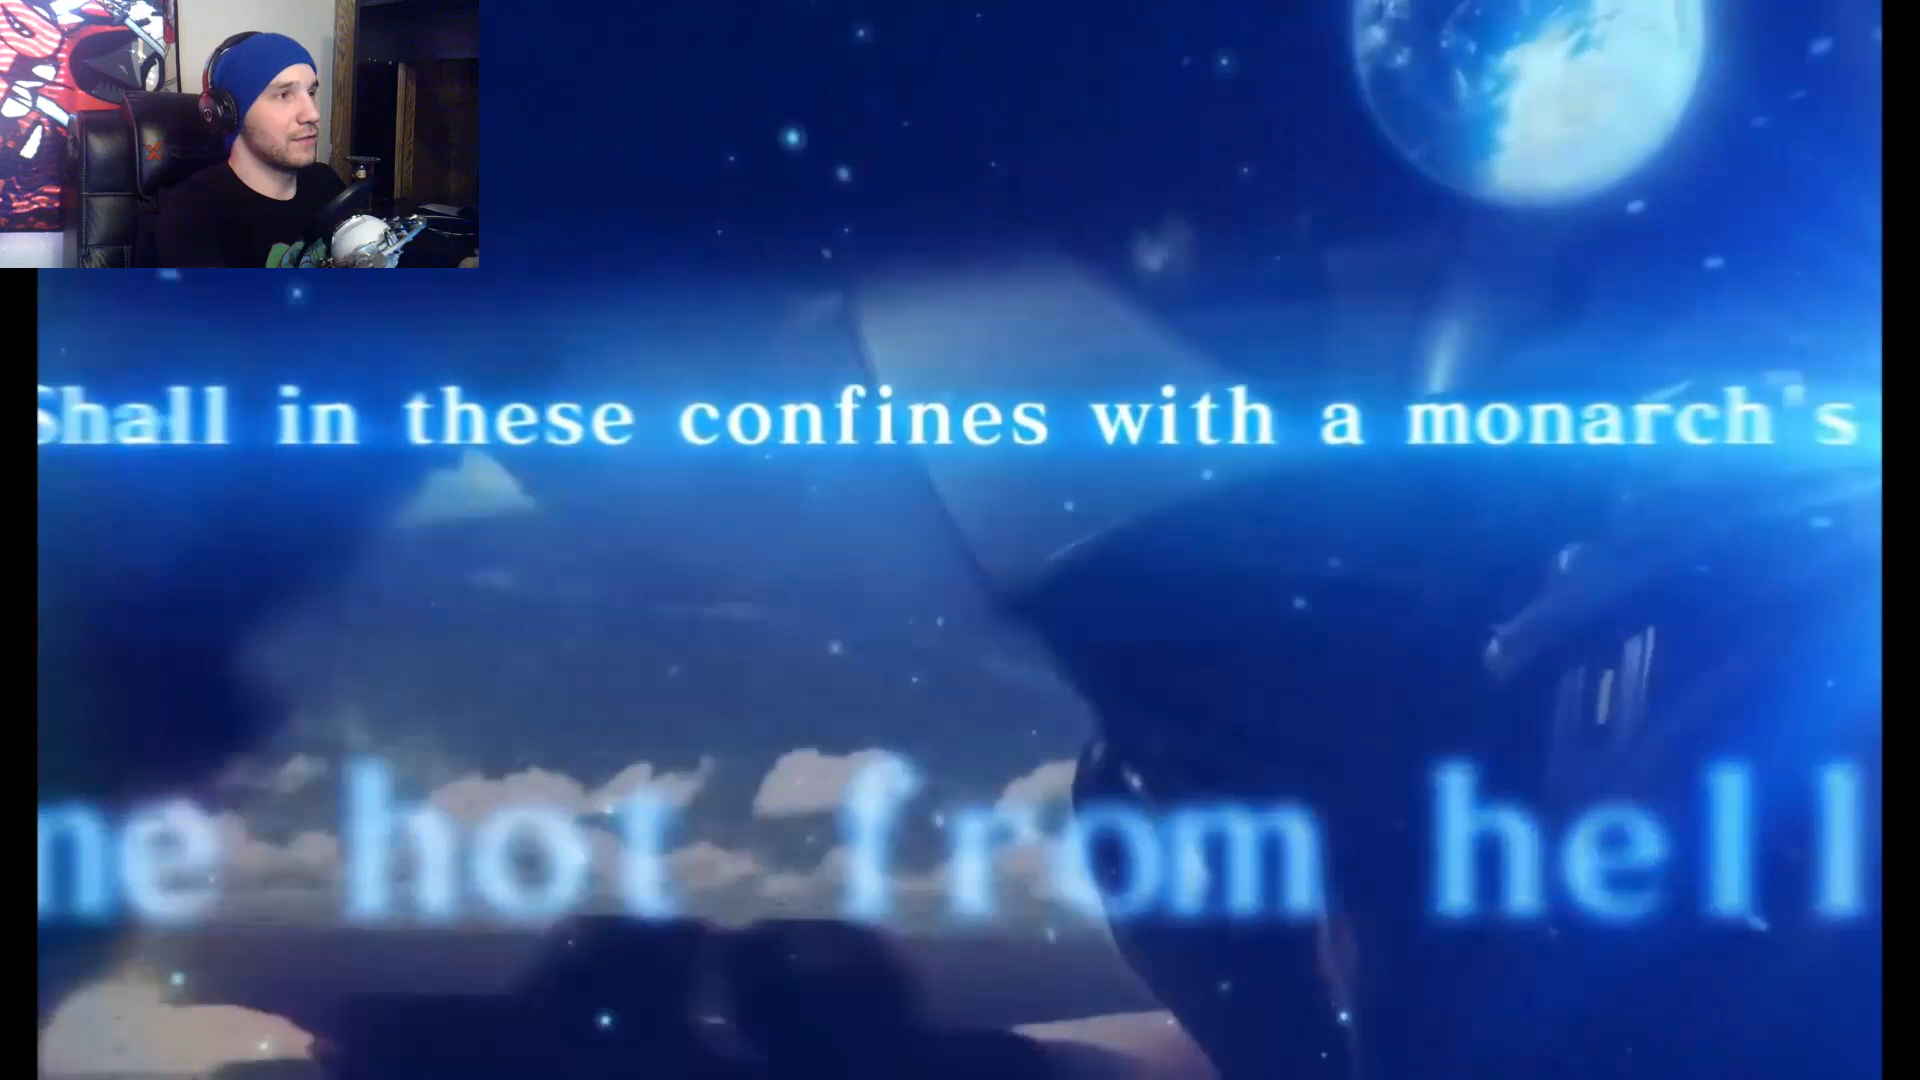 Shall in these confines with a monarch's
ne hot from hell